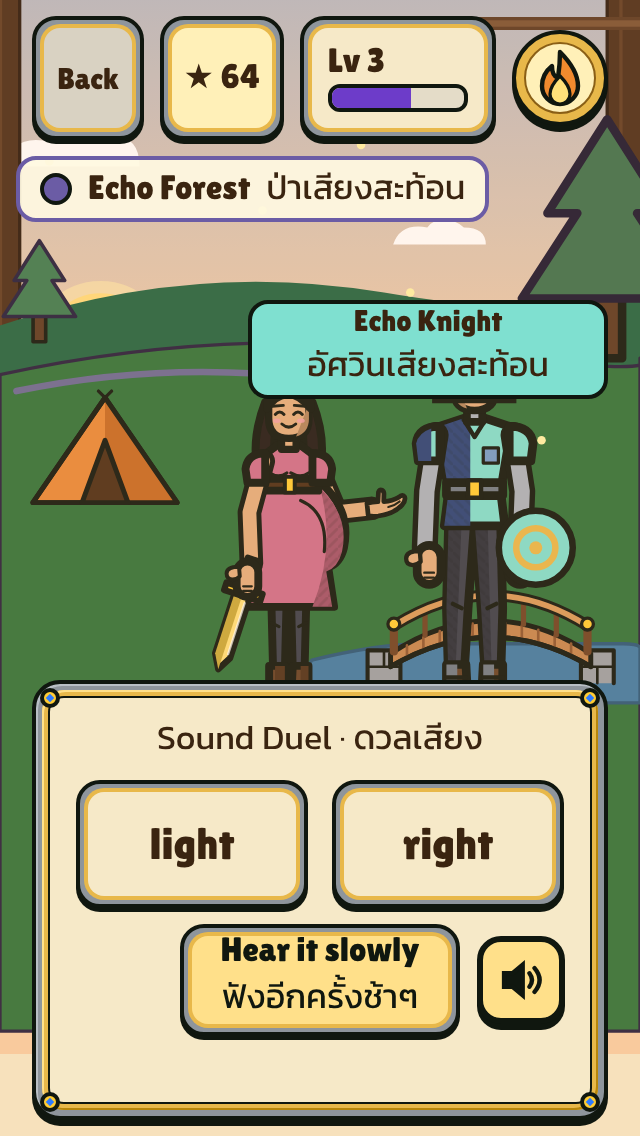 Back
★ 64
Lv 3
Echo Forest ป่าเสียงสะท้อน
Echo Knight
อัศวินเสียงสะท้อน
Sound Duel · ดวลเสียง
light
right
Hear it slowly
ฟังอีกครั้งช้าๆ